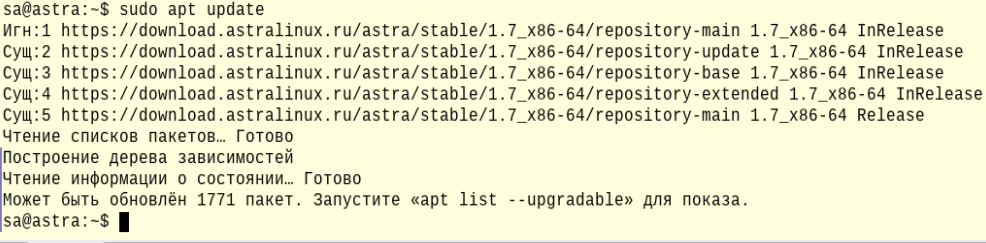 sa@astra:~$ sudo apt update
Игн:1 https://download.astralinux.ru/astra/stable/1.7_x86-64/repository-main 1.7_x86-64 InRelease
Сущ:2 https://download.astralinux.ru/astra/stable/1.7_x86-64/repository-update 1.7_x86-64 InRelease
Сущ:3 https://download.astralinux.ru/astra/stable/1.7_x86-64/repository-base 1.7_x86-64 InRelease
Сущ:4 https://download.astralinux.ru/astra/stable/1.7_x86-64/repository-extended 1.7_x86-64 InRelease
Сущ:5 https://download.astralinux.ru/astra/stable/1.7_x86-64/repository-main 1.7_x86-64 Release
Чтение списков пакетов… Готово
Построение дерева зависимостей
Чтение информации о состоянии… Готово
Может быть обновлён 1771 пакет. Запустите «apt list --upgradable» для показа.
sa@astra:~$